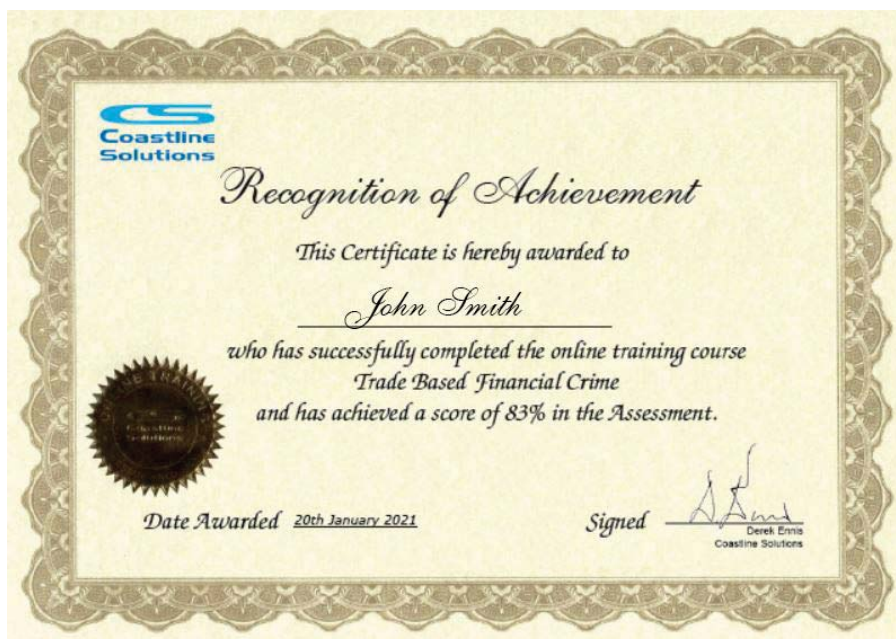 Coastline
Solutions
Recognition of Achievement
This Certificate is hereby awarded to
John Smith
who has successfully completed the online training course
Trade Based Financial Crime
and has achieved a score of 83% in the Assessment.
Coastline
Solutions
Date Awarded 20th January 2021
Signed
Derek Ennis
Coastline Solutions